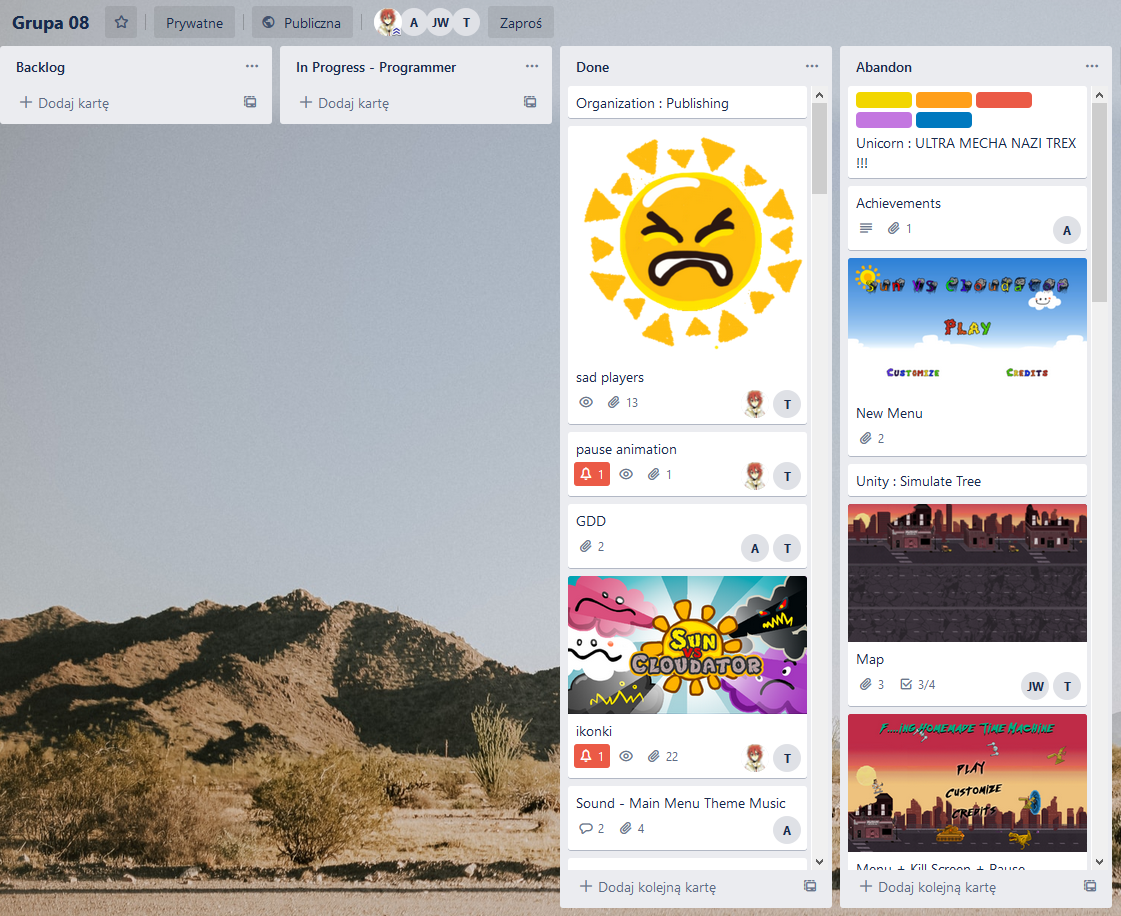 Grupa 08
Prywatne
Publiczna
A
JW
T
Zaproś
Backlog
Dodaj kartę
In Progress - Programmer
Dodaj kartę
Done
Organization : Publishing
sad players
13
T
pause animation
1
1
T
GDD
2
A
T
SUN
VS
CLOUDATOR
ikonki
1
22
T
Sound - Main Menu Theme Music
2
4
A
Dodaj kolejną kartę
Abandon
Unicorn : ULTRA MECHA NAZI TREX
!!!
Achievements
1
A
SUN VS CLOUDATOR
PLAY
CUSTOMIZE
CREDITS
New Menu
2
Unity : Simulate Tree
Map
3
3/4
JW
T
F....ING HOMEMADE TIME MACHINE
PLAY
CUSTOMIZE
CREDITS
Menu + Kill Screen + Pause
Dodaj kolejną kartę